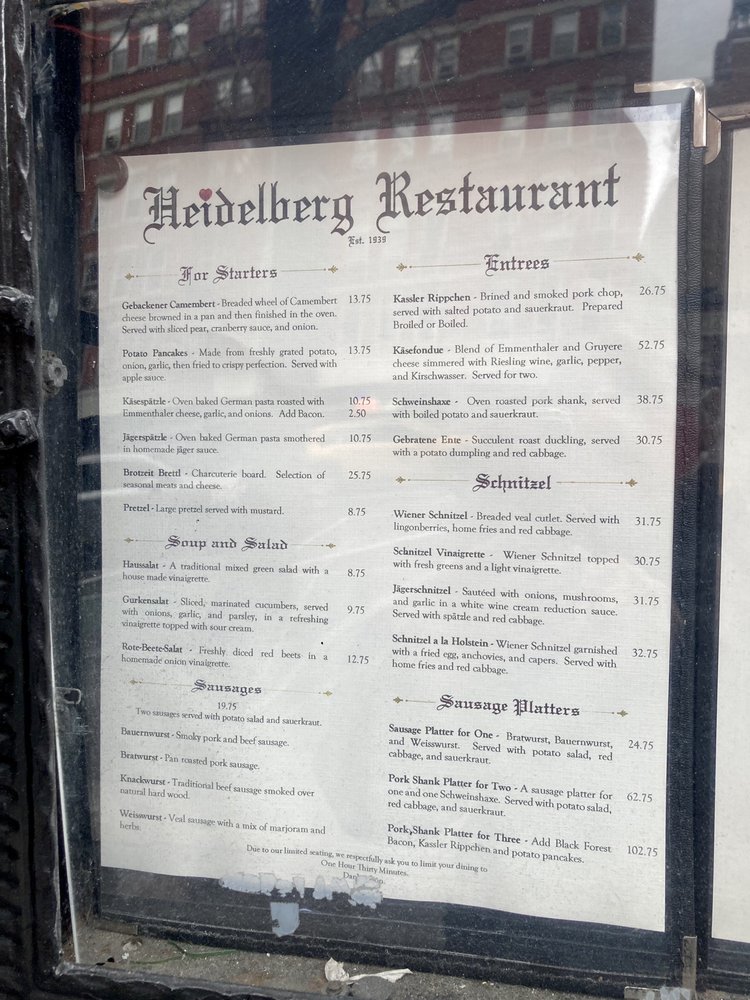 Heidelberg Restaurant
Est. 1939
For Starters
Gebackener Camembert - Breaded wheel of Camembert 13.75
cheese browned in a pan and then finished in the oven.
Served with sliced pear, cranberry sauce, and onion.
Potato Pancakes - Made from freshly grated potato, 13.75
onion, garlic, then fried to crispy perfection. Served with
apple sauce.
Käsespätzle - Oven baked German pasta roasted with 10.75
Emmenthaler cheese, garlic, and onions. Add Bacon. 2.50
Jägerspätzle - Oven baked German pasta smothered 10.75
in homemade jäger sauce.
Brotzeit Brettl - Charcuterie board. Selection of 25.75
seasonal meats and cheese.
Pretzel - Large pretzel served with mustard. 8.75
Soup and Salad
Haussalat - A traditional mixed green salad with a 8.75
house made vinaigrette.
Gurkensalat - Sliced, marinated cucumbers, served 9.75
with onions, garlic, and parsley, in a refreshing
vinaigrette topped with sour cream.
Rote-Beete-Salat - Freshly diced red beets in a 12.75
homemade onion vinaigrette.
Sausages
19.75
Two sausages served with potato salad and sauerkraut.
Bauernwurst - Smoky pork and beef sausage.
Bratwurst - Pan roasted pork sausage.
Knackwurst - Traditional beef sausage smoked over
natural hard wood.
Weisswurst - Veal sausage with a mix of marjoram and
herbs.
Entrees
Kassler Rippchen - Brined and smoked pork chop, 26.75
served with salted potato and sauerkraut. Prepared
Broiled or Boiled.
Käsefondue - Blend of Emmenthaler and Gruyere 52.75
cheese simmered with Riesling wine, garlic, pepper,
and Kirschwasser. Served for two.
Schweinshaxe - Oven roasted pork shank, served 38.75
with boiled potato and sauerkraut.
Gebratene Ente - Succulent roast duckling, served 30.75
with a potato dumpling and red cabbage.
Schnitzel
Wiener Schnitzel - Breaded veal cutlet. Served with 31.75
lingonberries, home fries and red cabbage.
Schnitzel Vinaigrette - Wiener Schnitzel topped 30.75
with fresh greens and a light vinaigrette.
Jägerschnitzel - Sautéed with onions, mushrooms, 31.75
and garlic in a white wine cream reduction sauce.
Served with spätzle and red cabbage.
Schnitzel a la Holstein - Wiener Schnitzel garnished 32.75
with a fried egg, anchovies, and capers. Served with
home fries and red cabbage.
Sausage Platters
Sausage Platter for One - Bratwurst, Bauernwurst, 24.75
and Weisswurst. Served with potato salad, red
cabbage, and sauerkraut.
Pork Shank Platter for Two - A sausage platter for 62.75
one and one Schweinshaxe. Served with potato salad,
red cabbage, and sauerkraut.
Pork Shank Platter for Three - Add Black Forest 102.75
Bacon, Kassler Rippchen and potato pancakes.
Due to our limited seating, we respectfully ask you to limit your dining to
One Hour Thirty Minutes.